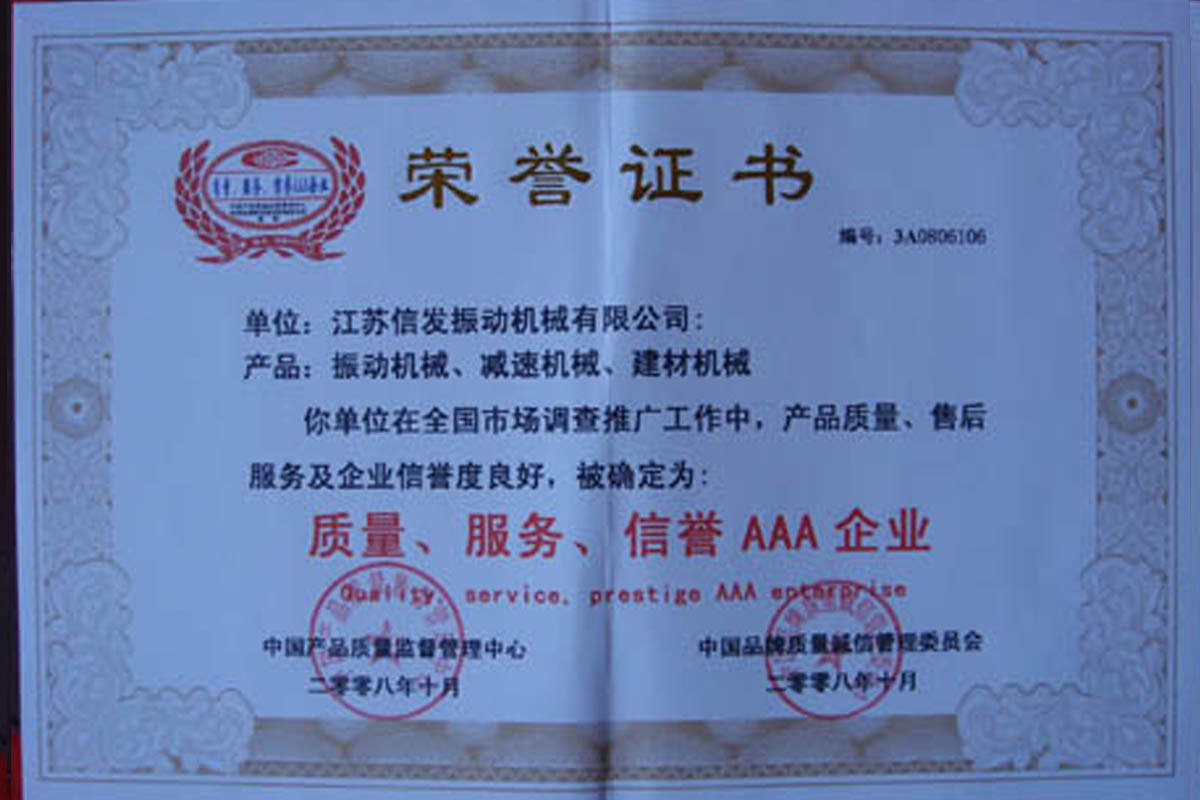 荣誉证书
编号：3A0806106
单位：江苏信发振动机械有限公司：
产品：振动机械、减速机械、建材机械
你单位在全国市场调查推广工作中，产品质量、售后
服务及企业信誉度良好，被确定为：
质量、服务、信誉 AAA 企业
Quality, service, prestige AAA enterprise
中国产品质量监督管理中心
中国品牌质量誠信管理委员会
二零零八年十月
二零零八年十月